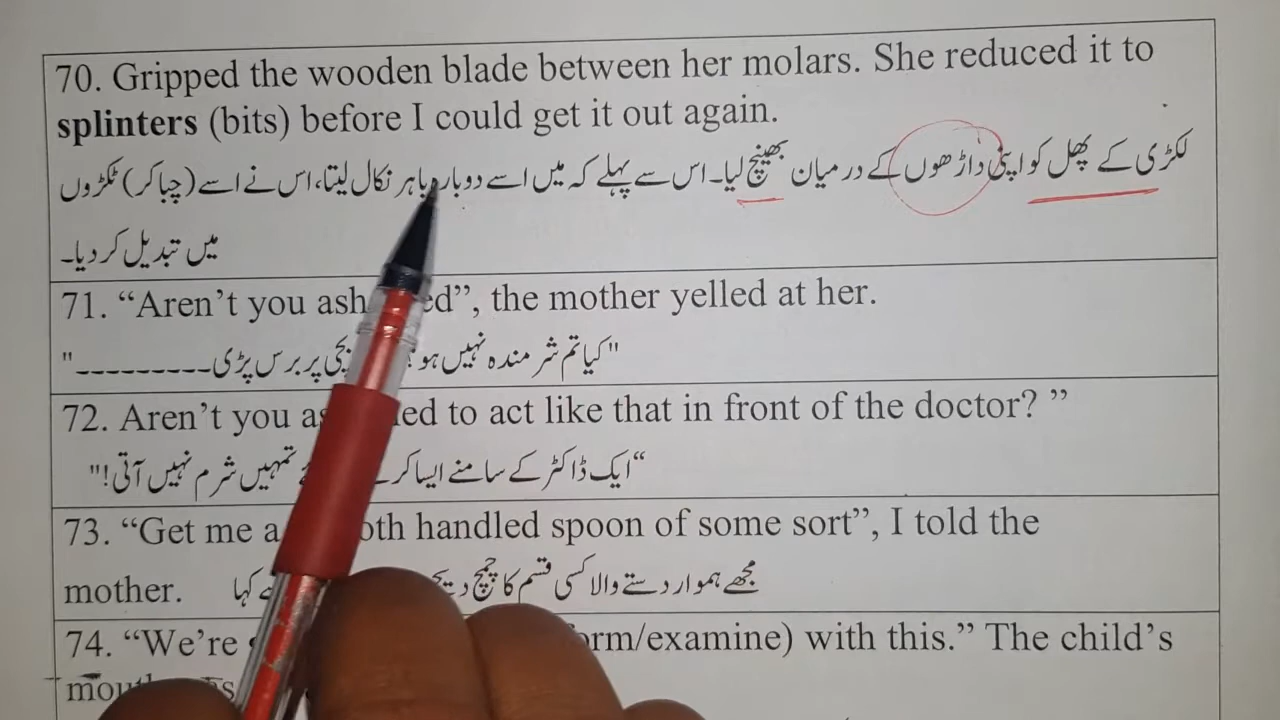 70. Gripped the wooden blade between her molars. She reduced it to
splinters (bits) before I could get it out again.
لکڑی کے پھل کو اپنی داڑھوں کے درمیان بھینچ لیا۔ اس سے پہلے کہ میں اسے دوبارہ باہر نکال لیتا، اس نے اسے (چبا کر) ٹکڑوں
میں تبدیل کر دیا۔
71. “Aren’t you ash ed”, the mother yelled at her.
"کیا تم شرمندہ نہیں ہو بچی پر برس پڑی ـ ـ ـ ـ ـ ـ ـ ـ ـ"
72. Aren’t you as ed to act like that in front of the doctor? ”
“ایک ڈاکٹر کے سامنے ایسا کر تمہیں شرم نہیں آتی!"
73. “Get me a oth handled spoon of some sort”, I told the
mother. مجھے ہموار دستے والا کسی قسم کا چمچ کہا
74. “We’re rm/examine) with this.” The child’s